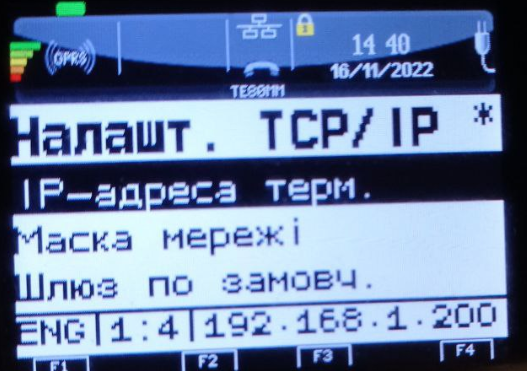 GPRS
14 40
16/11/2022
TE80MM
Налашт. TCP/IP *
IP-адреса терм.
Маска мережі
Шлюз по замовч.
ENG 1:4 192.168.1.200
F1 F2 F3 F4